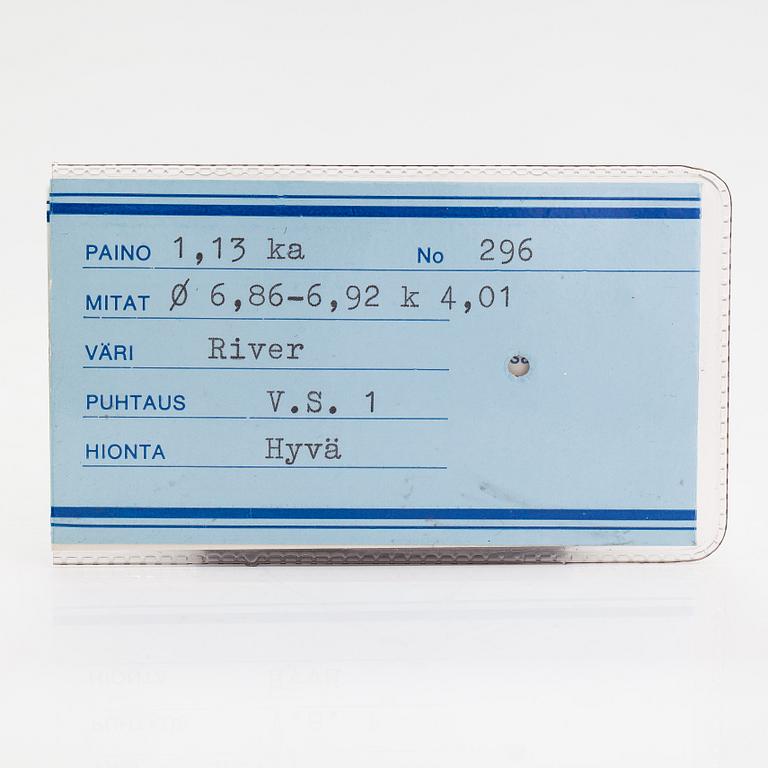 PAINO 1,13 ka No 296
MITAT Ø 6,86-6,92 k 4,01
VÄRI River
PUHTAUS V.S. 1
HIONTA Hyvä